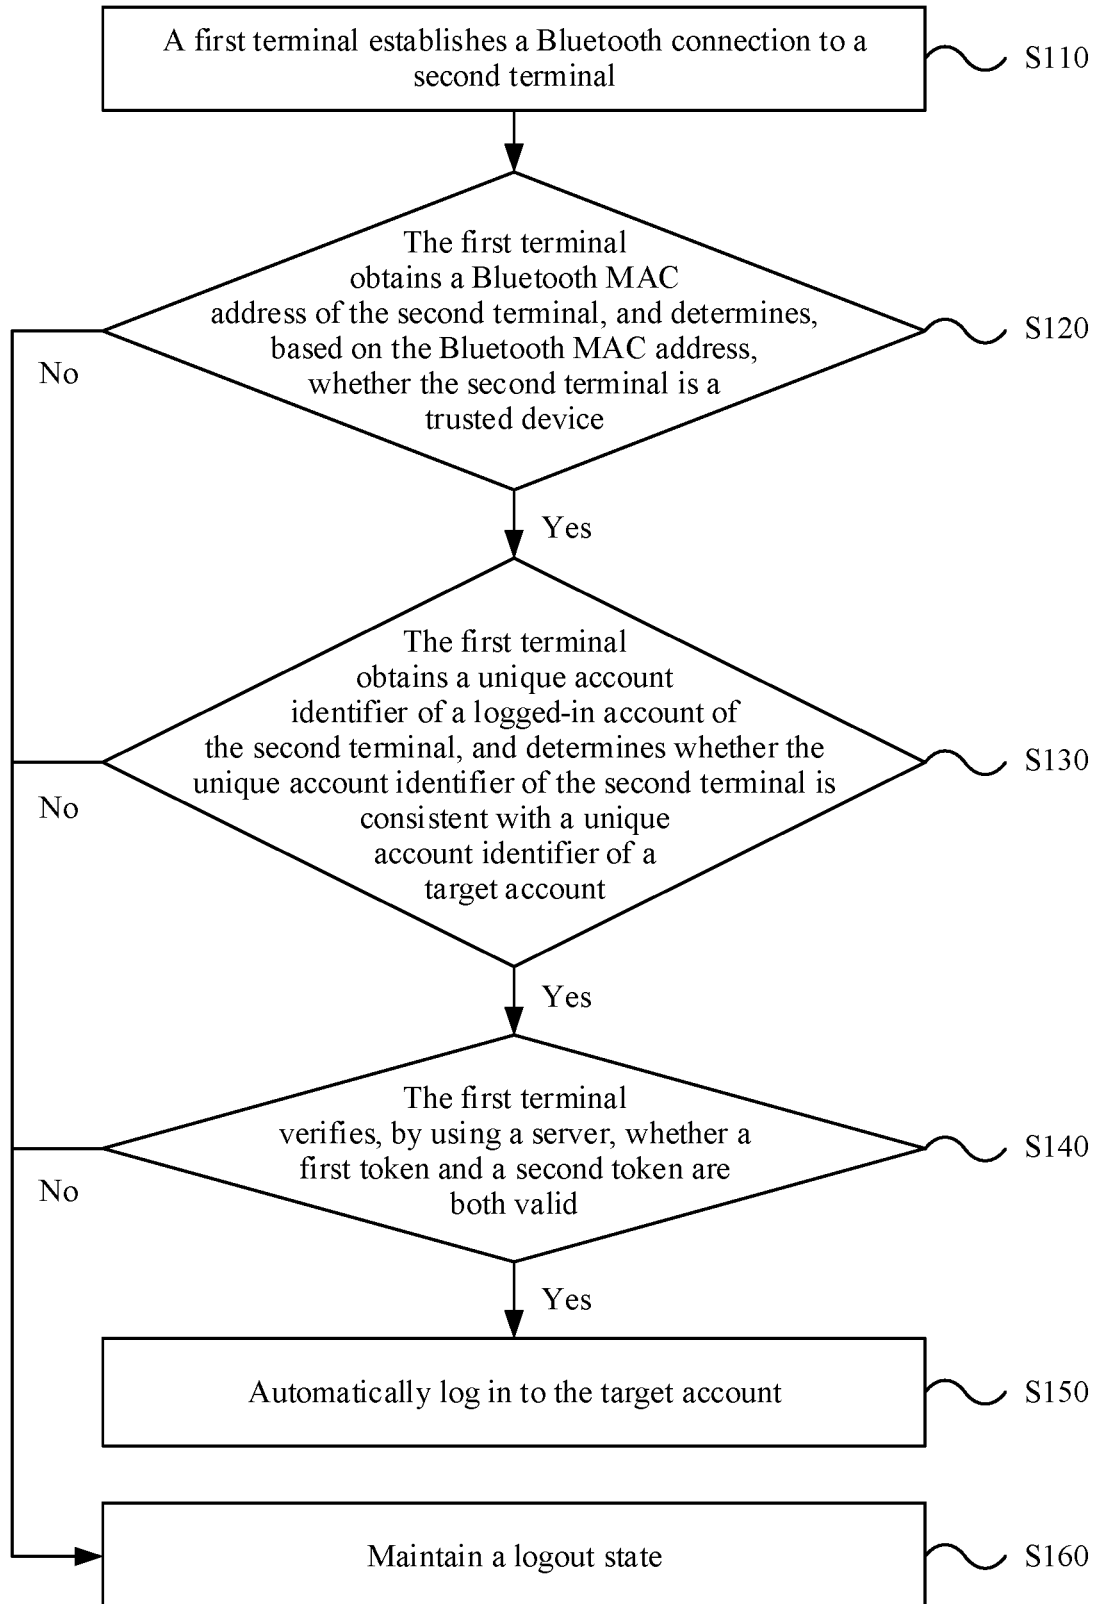 A first terminal establishes a Bluetooth connection to a
second terminal
S110
The first terminal
obtains a Bluetooth MAC
address of the second terminal, and determines,
based on the Bluetooth MAC address,
whether the second terminal is a
trusted device
S120
No
Yes
The first terminal
obtains a unique account
identifier of a logged-in account of
the second terminal, and determines whether the
unique account identifier of the second terminal is
consistent with a unique
account identifier of a
target account
S130
No
Yes
The first terminal
verifies, by using a server, whether a
first token and a second token are
both valid
S140
No
Yes
Automatically log in to the target account
S150
Maintain a logout state
S160